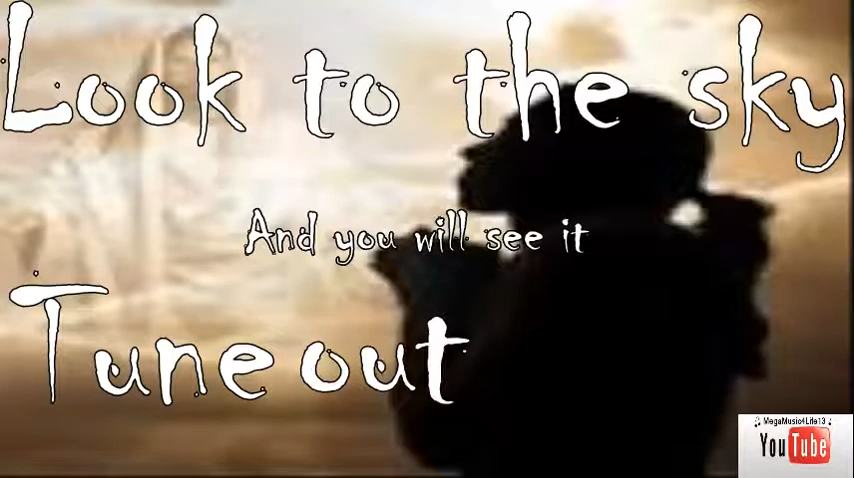 Look to the sky
And you will see it
Tune out
♫ MegaMusic4Life13 ♫
YouTube